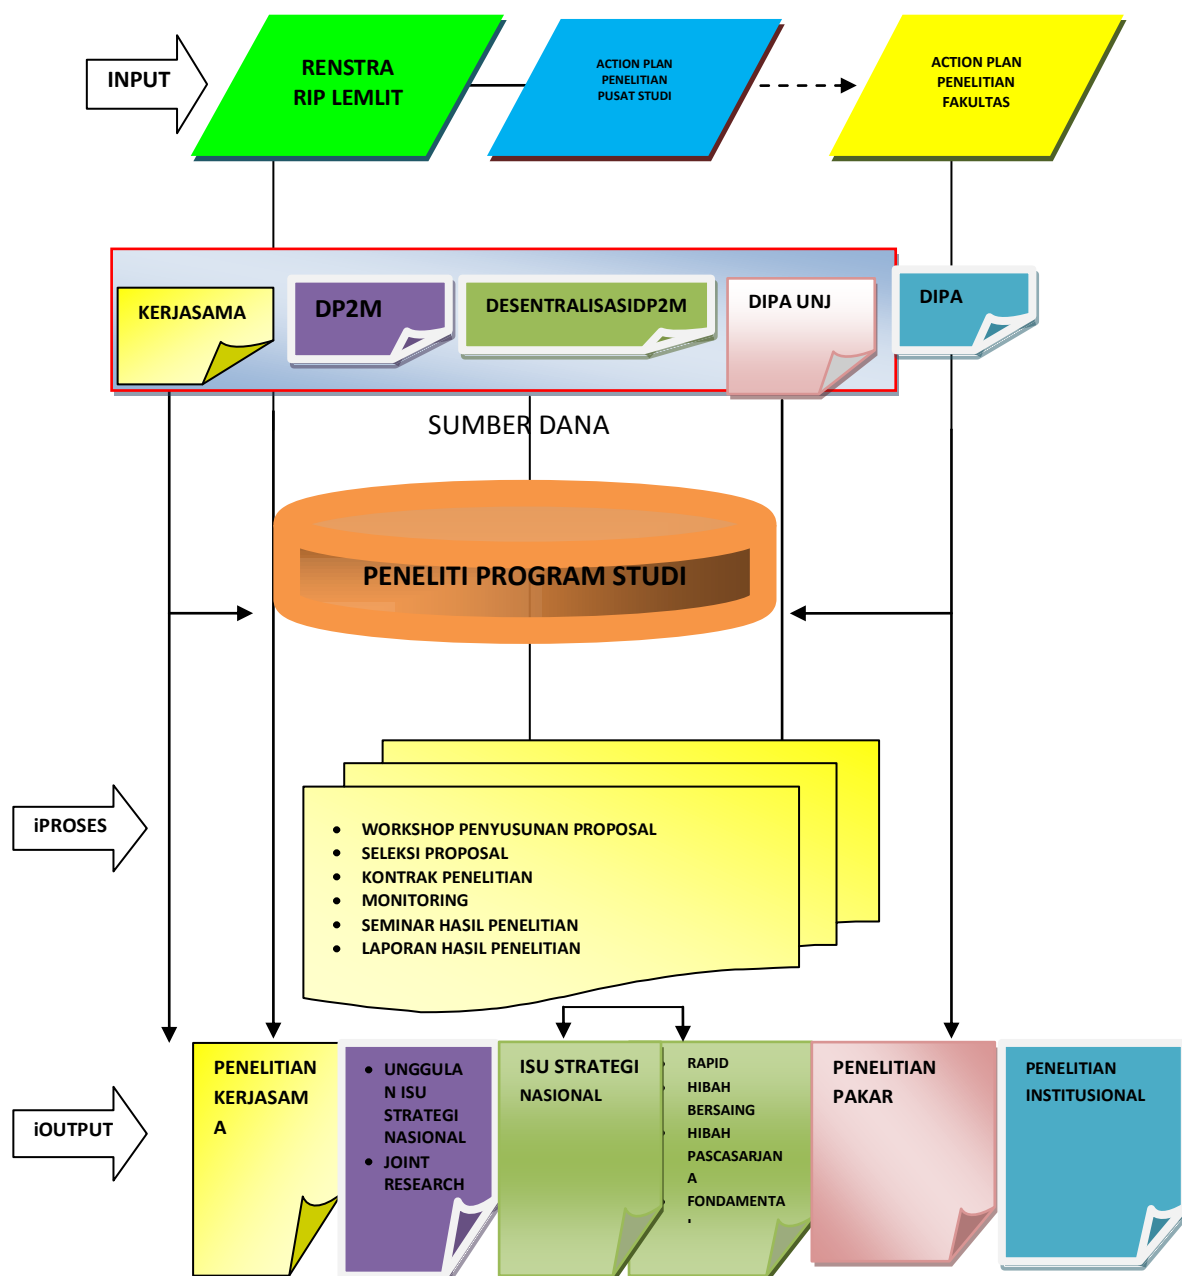 INPUT
RENSTRA
RIP LEMLIT
ACTION PLAN
PENELITIAN
PUSAT STUDI
ACTION PLAN
PENELITIAN
FAKULTAS
KERJASAMA
DP2M
DESENTRALISASIDP2M
DIPA UNJ
DIPA
SUMBER DANA
PENELITI PROGRAM STUDI
iPROSES
• WORKSHOP PENYUSUNAN PROPOSAL
• SELEKSI PROPOSAL
• KONTRAK PENELITIAN
• MONITORING
• SEMINAR HASIL PENELITIAN
• LAPORAN HASIL PENELITIAN
iOUTPUT
PENELITIAN
KERJASAM
A
• UNGGULA
N ISU
STRATEGI
NASIONAL
• JOINT
RESEARCH
ISU STRATEGI
NASIONAL
• RAPID
• HIBAH
BERSAING
• HIBAH
PASCASARJAN
A
• FONDAMENTA
PENELITIAN
PAKAR
PENELITIAN
INSTITUSIONAL